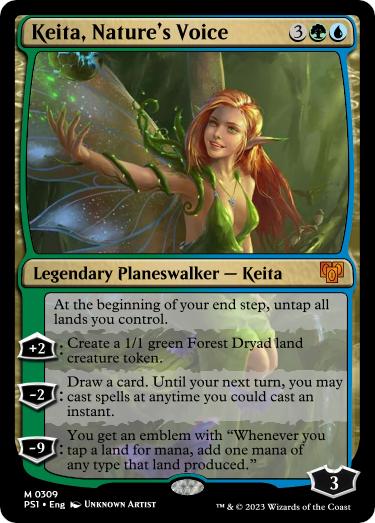 Keita, Nature's Voice 3
Legendary Planeswalker — Keita
At the beginning of your end step, untap all
lands you control.
+2: Create a 1/1 green Forest Dryad land
creature token.
-2: Draw a card. Until your next turn, you may
cast spells at anytime you could cast an
instant.
-9: You get an emblem with “Whenever you
tap a land for mana, add one mana of
any type that land produced.”
3
M 0309
PS1 • Eng Unknown Artist
™ & © 2023 Wizards of the Coast